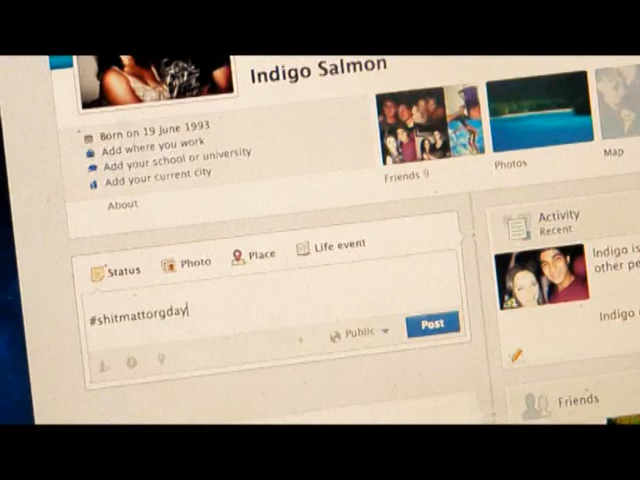 Indigo Salmon
Born on 19 June 1993
Add where you work
Add your school or university
Add your current city
About
Friends 9
Photos
Map
Status
Photo
Place
Life event
#shitmattorgday
Public
Post
Activity
Recent
Indigo is
other pe
Indigo
Friends